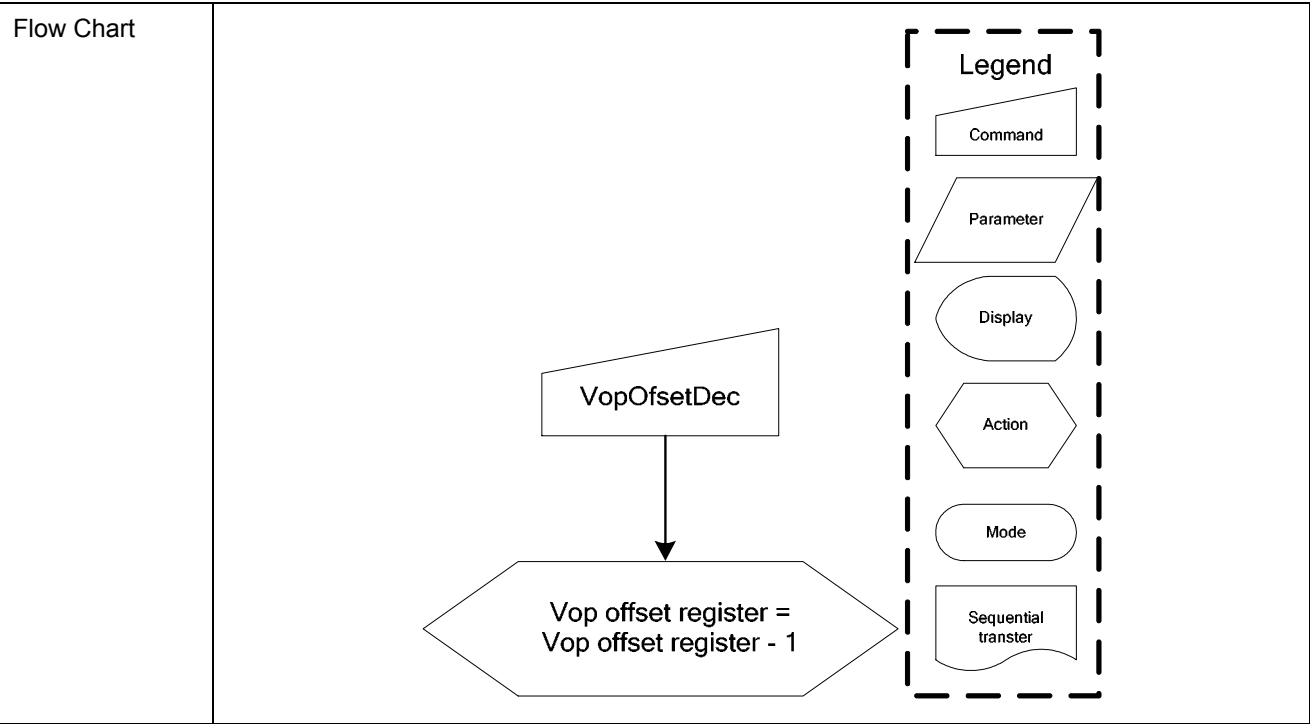 Flow Chart
Legend
Command
Parameter
Display
VopOfsetDec
Action
Mode
Vop offset register =
Vop offset register - 1
Sequential
transter